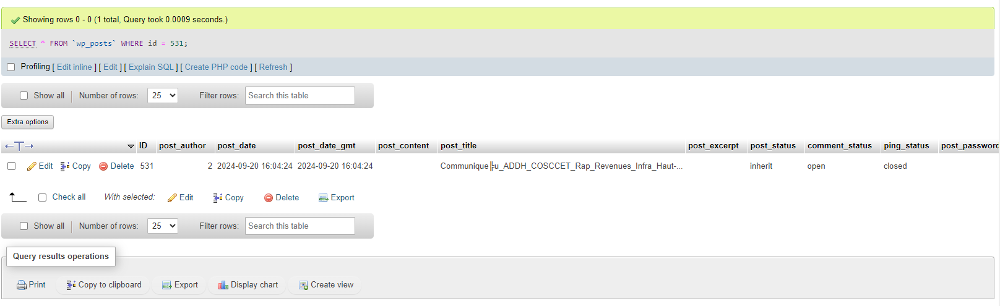 Showing rows 0 - 0 (1 total, Query took 0.0009 seconds.)
SELECT * FROM `wp_posts` WHERE id = 531;
Profiling [ Edit inline ] [ Edit ] [ Explain SQL ] [ Create PHP code ] [ Refresh ]
Show all Number of rows: 25 Filter rows: Search this table
Extra options
←T→ ID post_author post_date post_date_gmt post_content post_title post_excerpt post_status comment_status ping_status post_password
Edit Copy Delete 531 2 2024-09-20 16:04:24 2024-09-20 16:04:24 Communique╠u_ADDH_COSCCET_Rap_Revenues_Infra_Haut-... inherit open closed
Check all With selected: Edit Copy Delete Export
Show all Number of rows: 25 Filter rows: Search this table
Query results operations
Print Copy to clipboard Export Display chart Create view